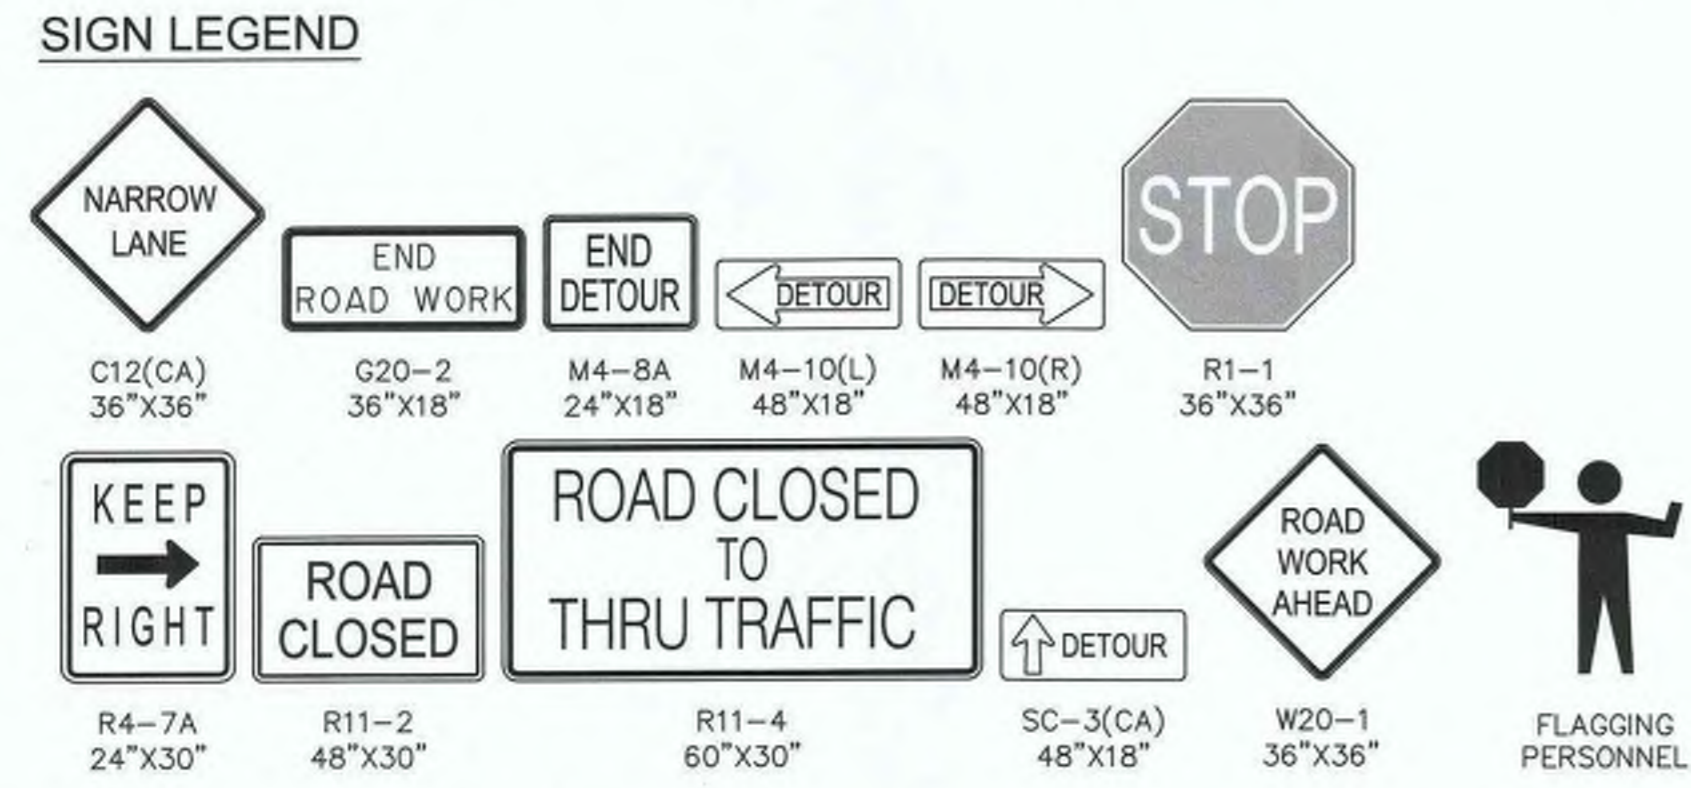 SIGN LEGEND
NARROW
LANE
END
ROAD WORK
END
DETOUR
DETOUR
DETOUR
STOP
C12(CA)
36"X36"
G20-2
36"X18"
M4-8A
24"X18"
M4-10(L)
48"X18"
M4-10(R)
48"X18"
R1-1
36"X36"
KEEP
RIGHT
ROAD
CLOSED
ROAD CLOSED
TO
THRU TRAFFIC
DETOUR
ROAD
WORK
AHEAD
R4-7A
24"X30"
R11-2
48"X30"
R11-4
60"X30"
SC-3(CA)
48"X18"
W20-1
36"X36"
FLAGGING
PERSONNEL